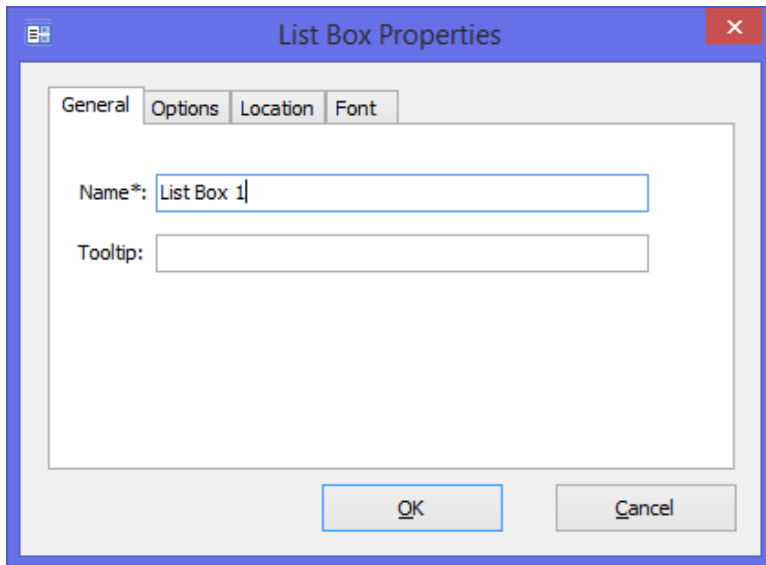 List Box Properties
General Options Location Font
Name*: List Box 1
Tooltip:
OK Cancel